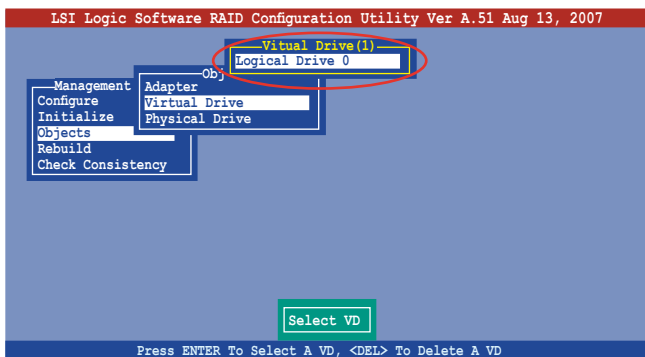 LSI Logic Software RAID Configuration Utility Ver A.51 Aug 13, 2007
Vitual Drive(1)
Logical Drive 0
Obj
Adapter
Virtual Drive
Physical Drive
Management
Configure
Initialize
Objects
Rebuild
Check Consistency
Select VD
Press ENTER To Select A VD, <DEL> To Delete A VD